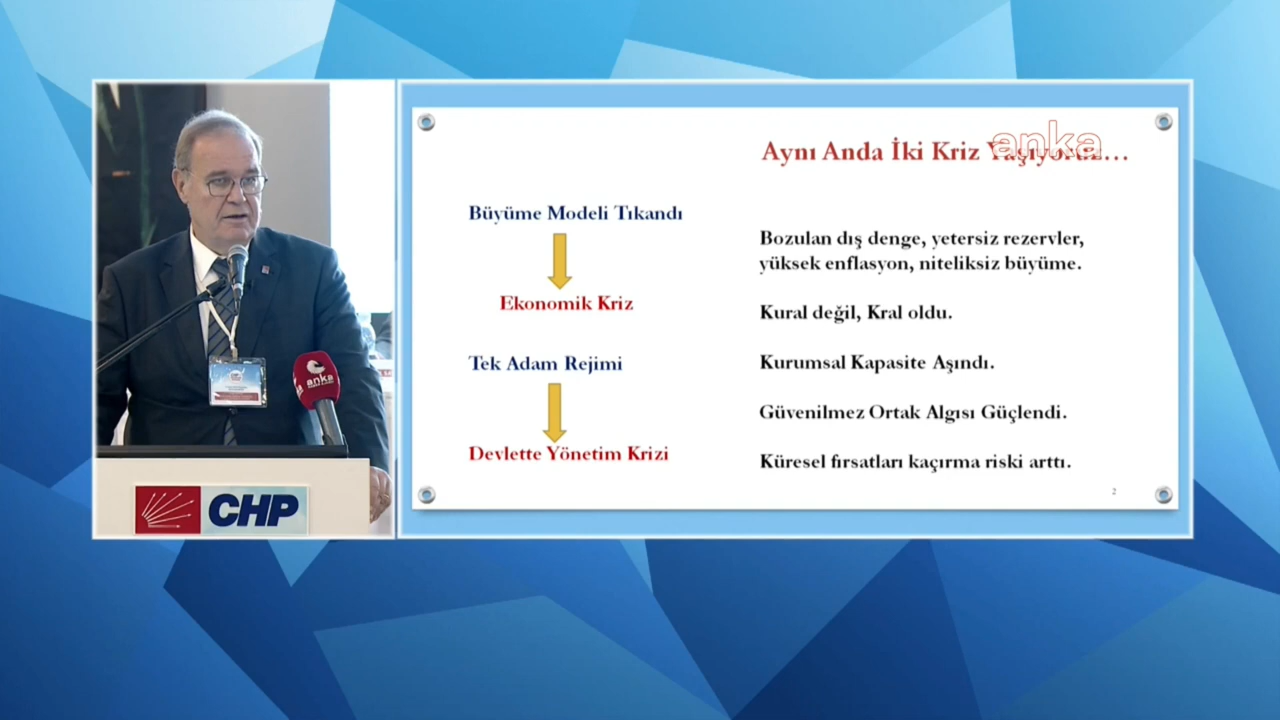 anka
Aynı Anda İki Kriz Yaşıyoruz...
Büyüme Modeli Tıkandı
Ekonomik Kriz
Tek Adam Rejimi
Devlette Yönetim Krizi
Bozulan dış denge, yetersiz rezervler,
yüksek enflasyon, niteliksiz büyüme.
Kural değil, Kral oldu.
Kurumsal Kapasite Aşındı.
Güvenilmez Ortak Algısı Güçlendi.
Küresel fırsatları kaçırma riski arttı.
2
anka
CHP